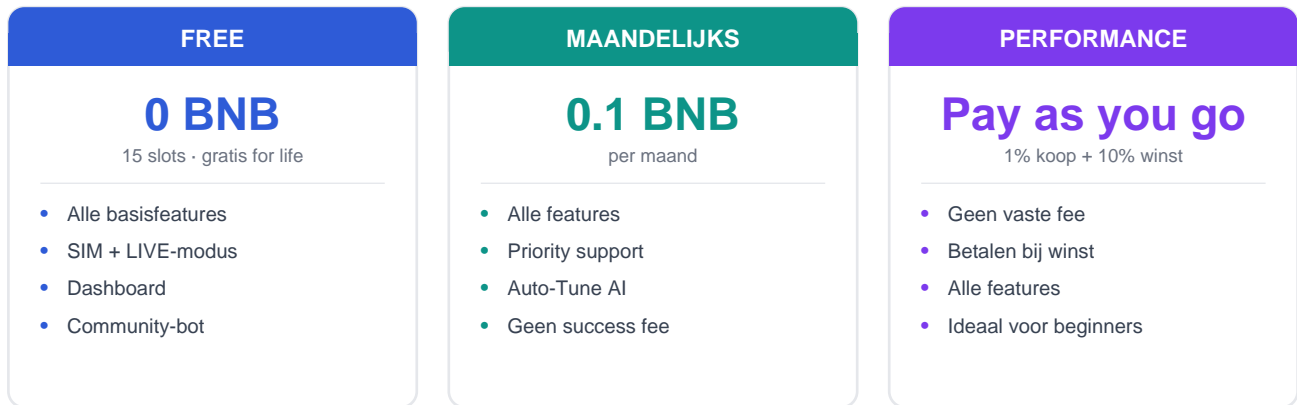 FREE
0 BNB
15 slots · gratis for life
• Alle basisfeatures
• SIM + LIVE-modus
• Dashboard
• Community-bot
MAANDELIJKS
0.1 BNB
per maand
• Alle features
• Priority support
• Auto-Tune AI
• Geen success fee
PERFORMANCE
Pay as you go
1% koop + 10% winst
• Geen vaste fee
• Betalen bij winst
• Alle features
• Ideaal voor beginners